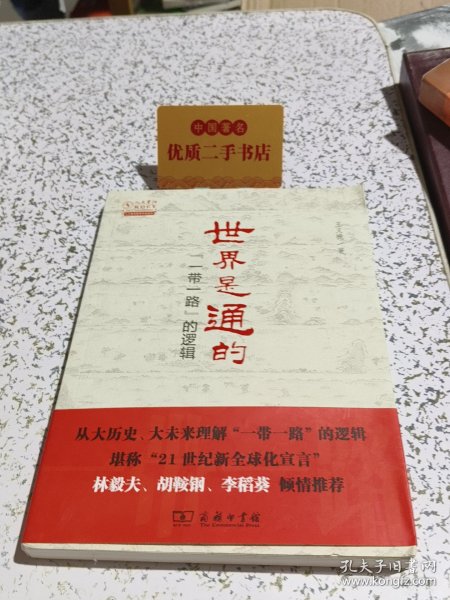 中国著名
优质二手书店
世界是通的
“一带一路”的逻辑
王义桅 著
从大历史、大未来理解“一带一路”的逻辑
堪称“21世纪新全球化宣言”
林毅夫、胡鞍钢、李稻葵 倾情推荐
商务印书馆
The Commercial Press
孔夫子旧书网
www.kongfz.com